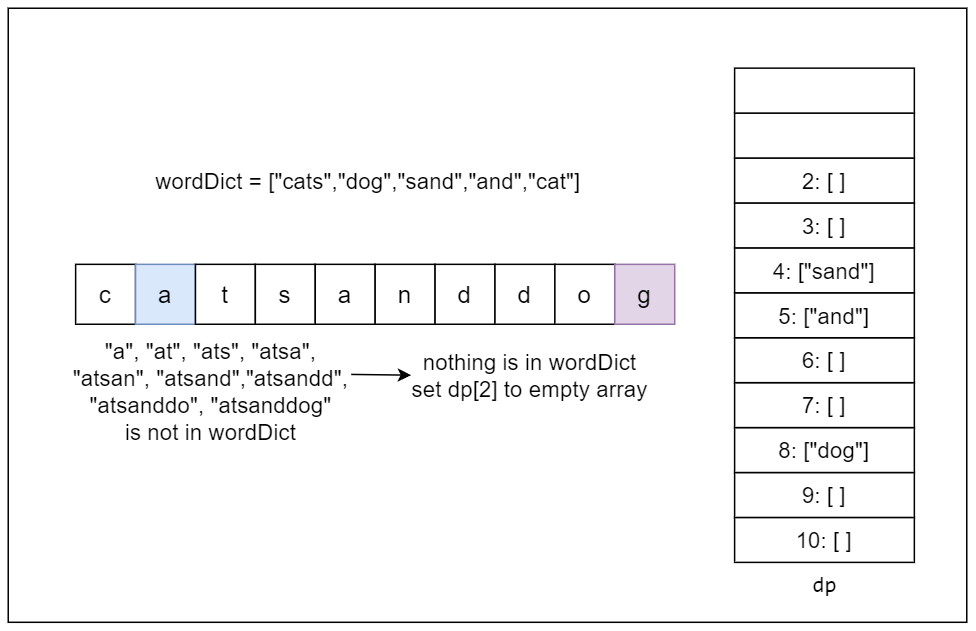 wordDict = ["cats","dog","sand","and","cat"]
c a t s a n d d o g
"a", "at", "ats", "atsa",
"atsan", "atsand","atsandd",
"atsanddo", "atsanddog"
is not in wordDict
nothing is in wordDict
set dp[2] to empty array
2: [ ]
3: [ ]
4: ["sand"]
5: ["and"]
6: [ ]
7: [ ]
8: ["dog"]
9: [ ]
10: [ ]
dp